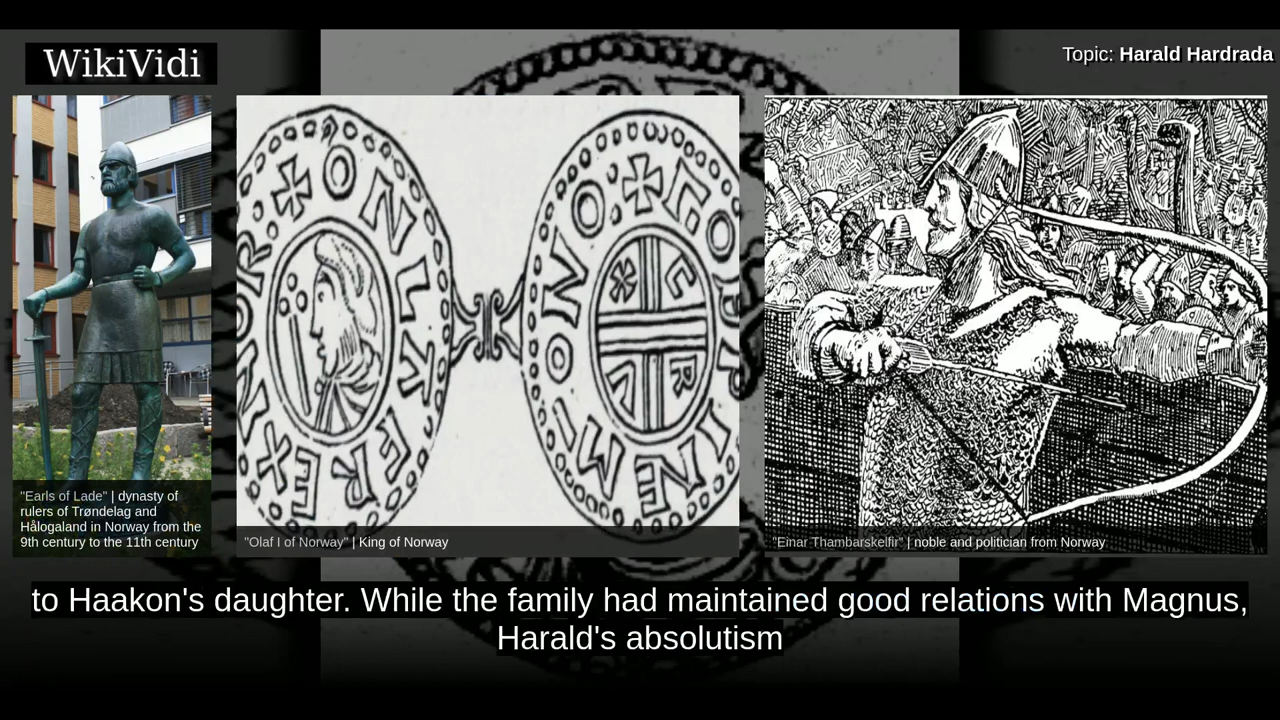 WikiVidi
Topic: Harald Hardrada
"Earls of Lade" | dynasty of
rulers of Trøndelag and
Hålogaland in Norway from the
9th century to the 11th century
"Olaf I of Norway" | King of Norway
"Einar Thambarskelfir" | noble and politician from Norway
to Haakon's daughter. While the family had maintained good relations with Magnus,
Harald's absolutism